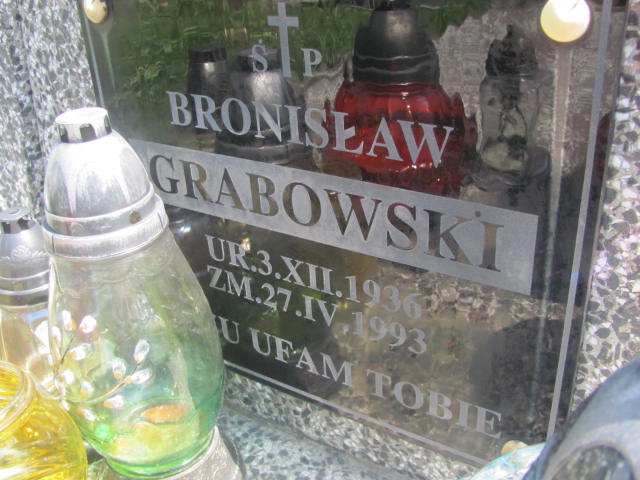 Ś P
BRONISŁAW
GRABOWSKI
UR.3.XII.1936
ZM.27.IV.1993
UFAM TOBIE